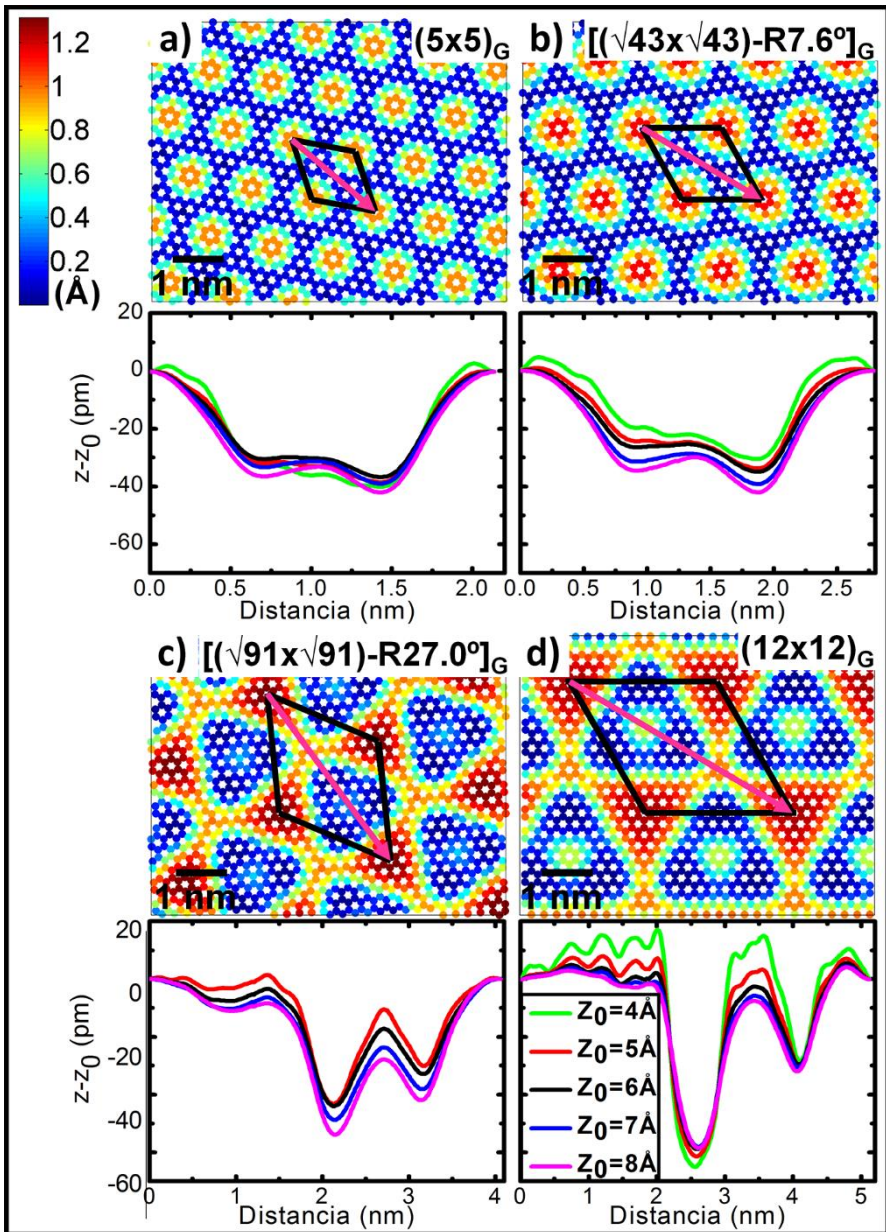 1.2
1
0.8
0.6
0.4
0.2
(Å)
a) (5x5)G
1 nm
b) [(√43x√43)-R7.6º]G
1 nm
20
0
-20
-40
-60
z-z0 (pm)
0.0 0.5 1.0 1.5 2.0
Distancia (nm)
0.0 0.5 1.0 1.5 2.0 2.5
Distancia (nm)
c) [(√91x√91)-R27.0º]G
1 nm
d) (12x12)G
1 nm
20
0
-20
-40
-60
z-z0 (pm)
0 1 2 3 4
Distancia (nm)
Z0=4Å
Z0=5Å
Z0=6Å
Z0=7Å
Z0=8Å
0 1 2 3 4 5
Distancia (nm)